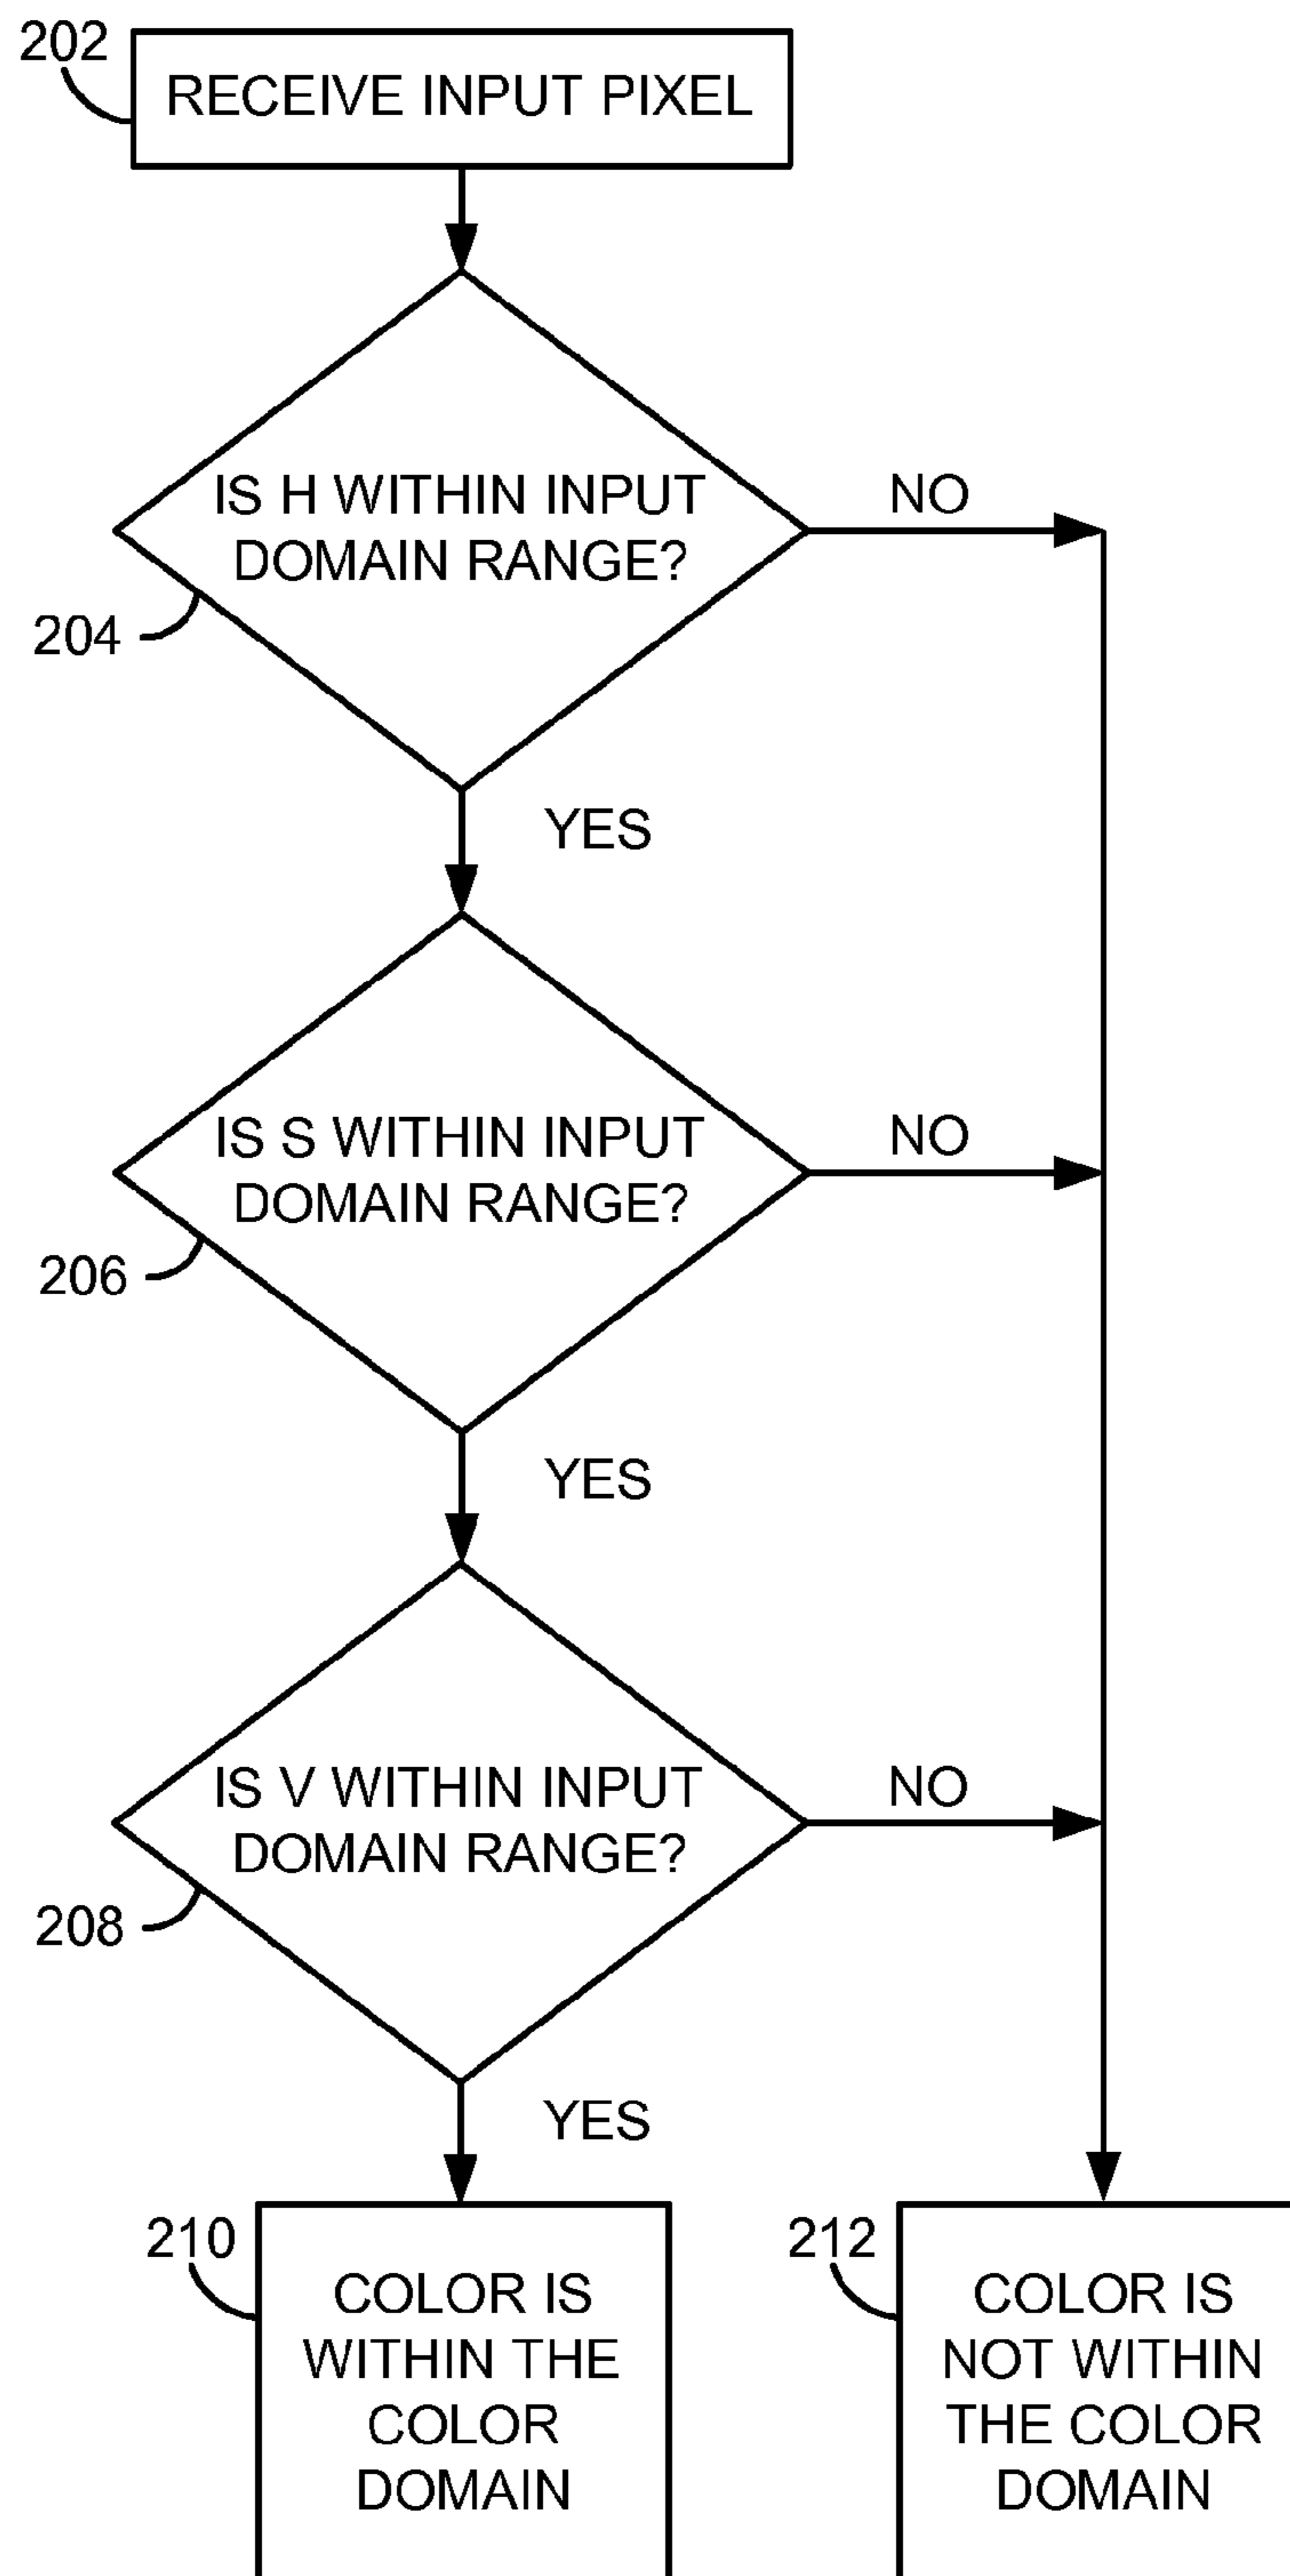 202
RECEIVE INPUT PIXEL
IS H WITHIN INPUT
DOMAIN RANGE?
NO
204
YES
IS S WITHIN INPUT
DOMAIN RANGE?
NO
206
YES
IS V WITHIN INPUT
DOMAIN RANGE?
NO
208
YES
210
COLOR IS
WITHIN THE
COLOR
DOMAIN
212
COLOR IS
NOT WITHIN
THE COLOR
DOMAIN